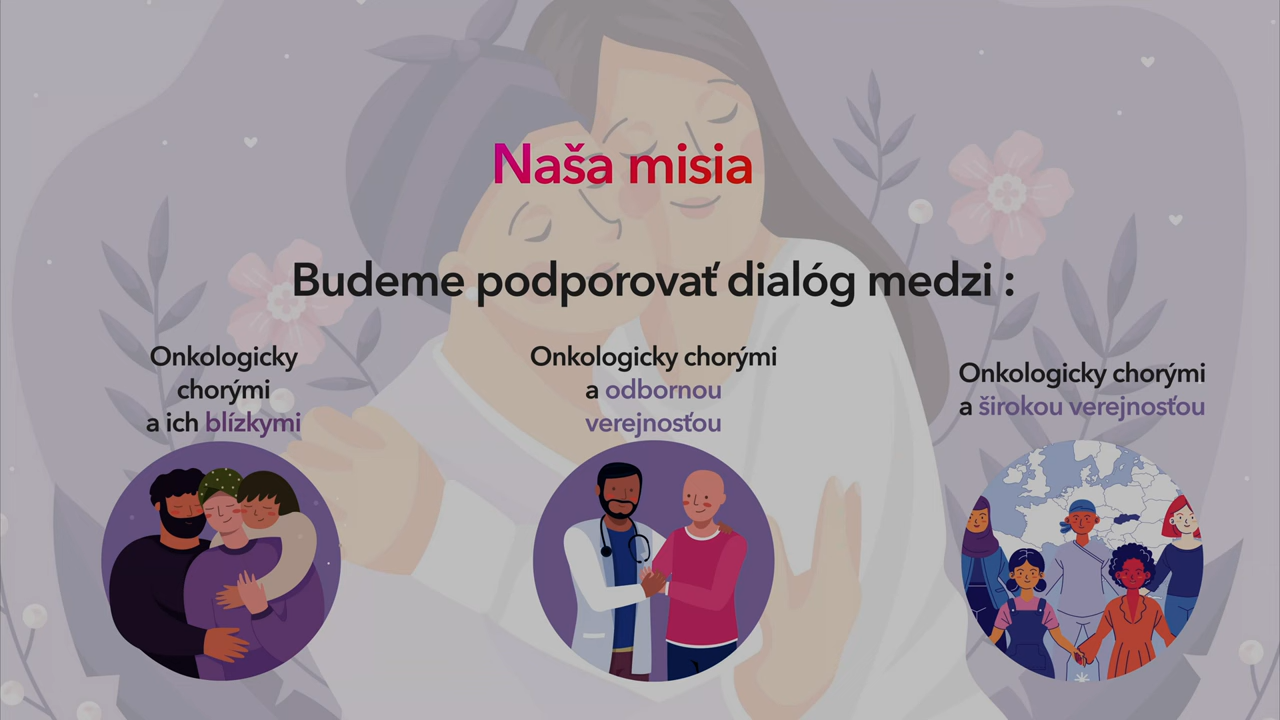 Naša misia
Budeme podporovať dialóg medzi :
Onkologicky
chorými
a ich blízkymi
Onkologicky chorými
a odbornou
verejnosťou
Onkologicky chorými
a širokou verejnosťou